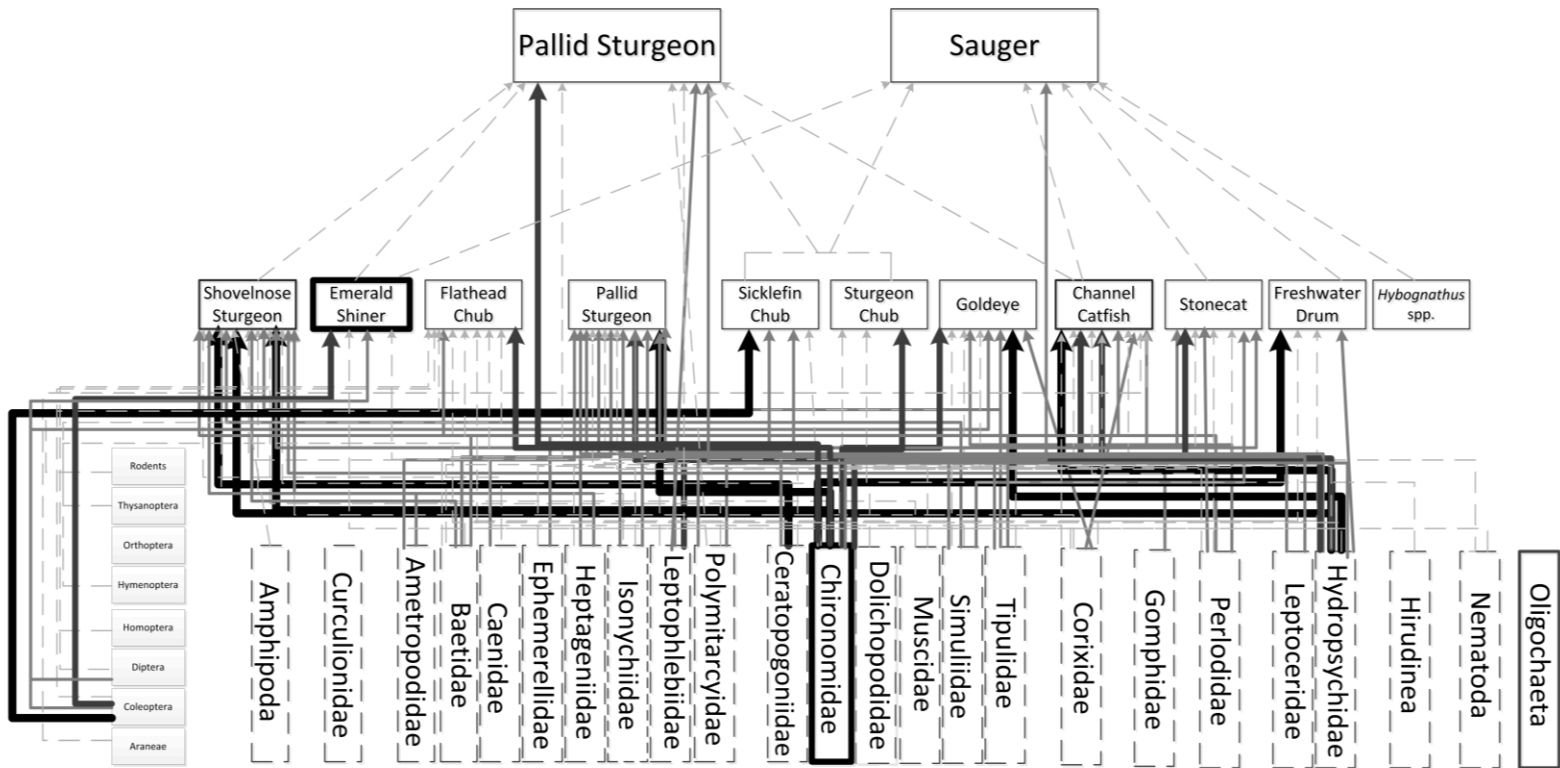 Pallid Sturgeon
Sauger
Shovelnose
Sturgeon
Emerald
Shiner
Flathead
Chub
Pallid
Sturgeon
Sicklefin
Chub
Sturgeon
Chub
Goldeye
Channel
Catfish
Stonecat
Freshwater
Drum
Hybognathus
spp.
Rodents
Thysanoptera
Orthoptera
Hymenoptera
Homoptera
Diptera
Coleoptera
Araneae
Amphipoda
Curculionidae
Ametropodidae
Baetidae
Caenidae
Ephemerellidae
Heptageniidae
Isonychiidae
Leptophlebiidae
Polymitarcyidae
Ceratopogoniidae
Chironomidae
Dolichopodidae
Muscidae
Simuliidae
Tipulidae
Corixidae
Gomphidae
Perlodidae
Leptoceridae
Hydropsychidae
Hirudinea
Nematoda
Oligochaeta